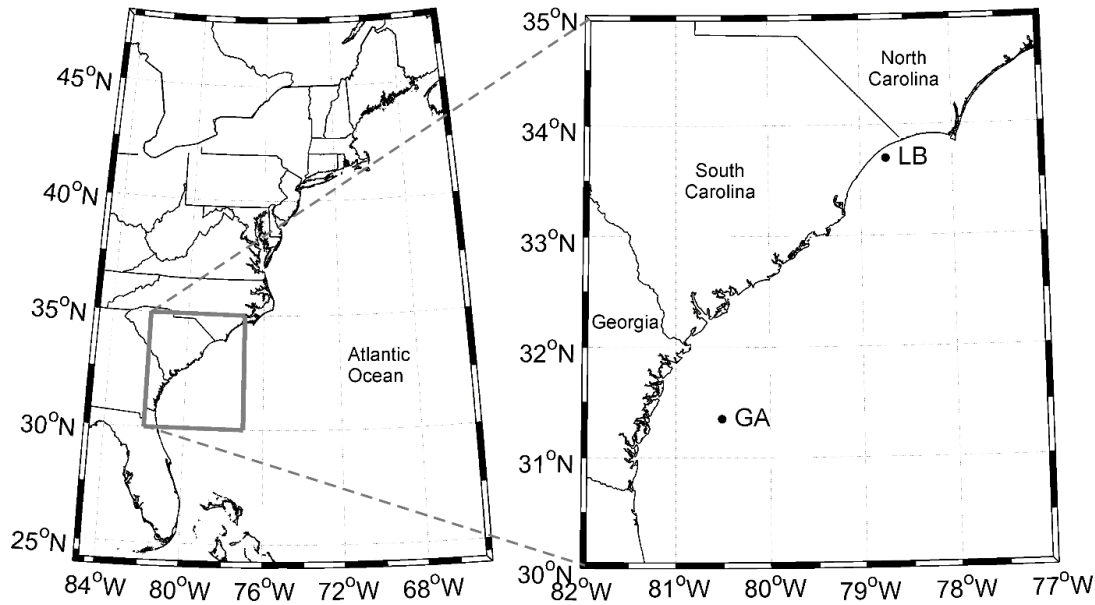 45°N
40°N
35°N
30°N
25°N
84°W 80°W 76°W 72°W 68°W
Atlantic
Ocean
35°N
34°N
33°N
32°N
31°N
30°N
82°W 81°W 80°W 79°W 78°W 77°W
North
Carolina
LB
South
Carolina
Georgia
GA